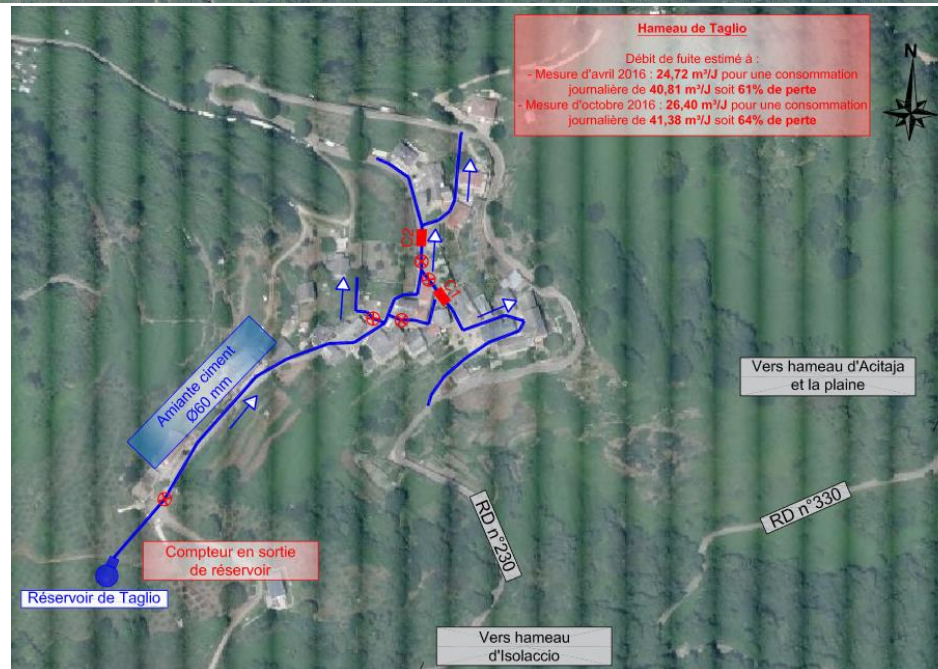 Hameau de Taglio
Débit de fuite estimé à :
- Mesure d'avril 2016 : 24,72 m³/J pour une consommation
journalière de 40,81 m³/J soit 61% de perte
- Mesure d'octobre 2016 : 26,40 m³/J pour une consommation
journalière de 41,38 m³/J soit 64% de perte
N
C2
C1
Amiante ciment
Ø60 mm
Vers hameau d'Acitaja
et la plaine
RD n°330
RD n°230
Compteur en sortie
de réservoir
Réservoir de Taglio
Vers hameau
d'Isolaccio